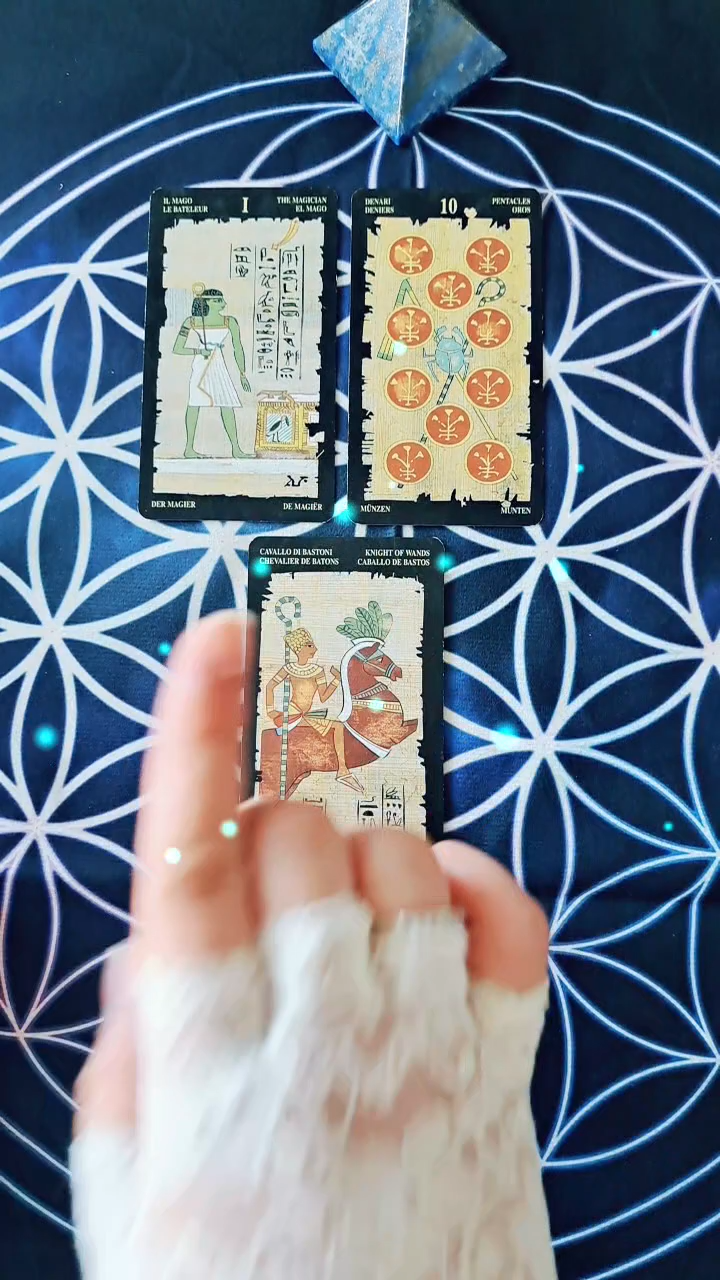 IL MAGO
LE BATELEUR
I
THE MAGICIAN
EL MAGO
DER MAGIER
DE MAGIËR
DENARI
DENIERS
10
PENTACLES
OROS
MÜNZEN
MUNTEN
CAVALLO DI BASTONI
CHEVALIER DE BATONS
KNIGHT OF WANDS
CABALLO DE BASTOS